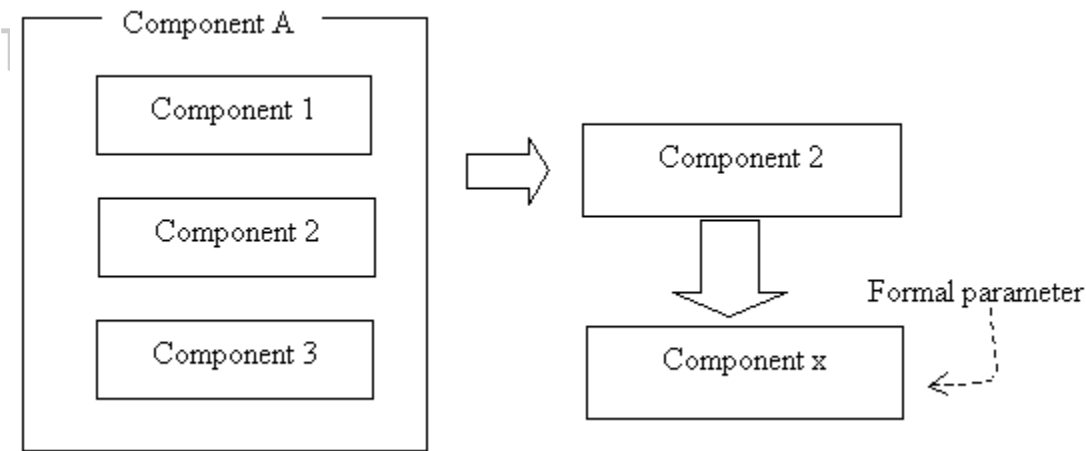 Component A
Component 1
Component 2
Component 3
Component 2
Formal parameter
Component x